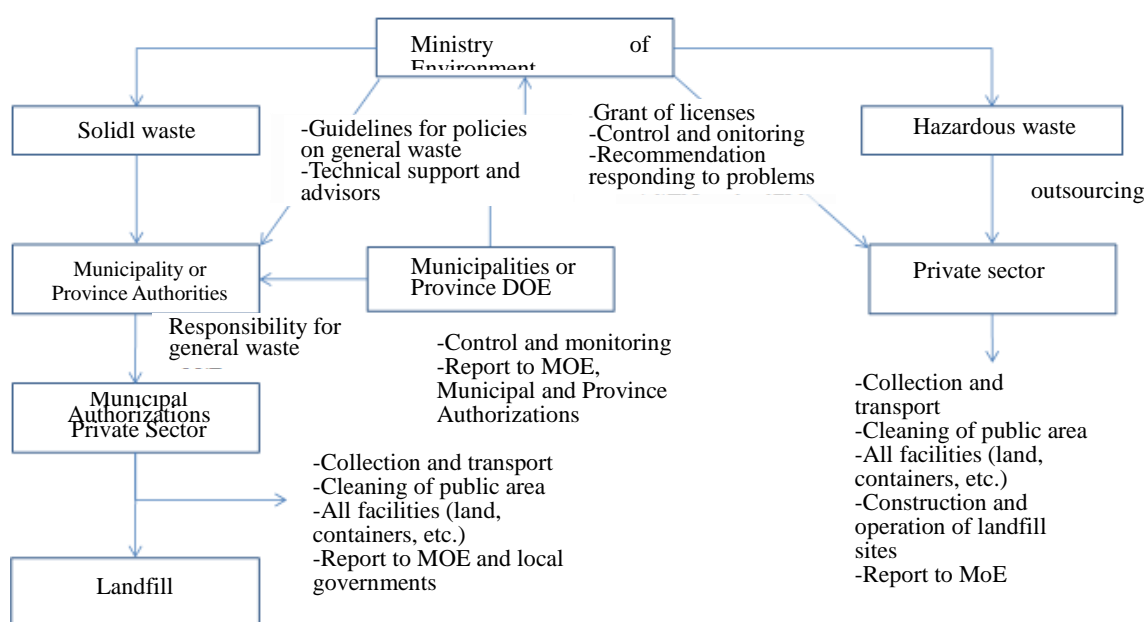 Ministry of
Environment
Solidl waste
-Guidelines for policies
on general waste
-Technical support and
advisors
-Grant of licenses
-Control and onitoring
-Recommendation
responding to problems
Hazardous waste
outsourcing
Municipality or
Province Authorities
Municipalities or
Province DOE
Private sector
Responsibility for
general waste
-Control and monitoring
-Report to MOE,
Municipal and Province
Authorizations
Municipal
Authorizations
Private Sector
-Collection and transport
-Cleaning of public area
-All facilities (land,
containers, etc.)
-Report to MOE and local
governments
-Collection and
transport
-Cleaning of public area
-All facilities (land,
containers, etc.)
-Construction and
operation of landfill
sites
-Report to MoE
Landfill